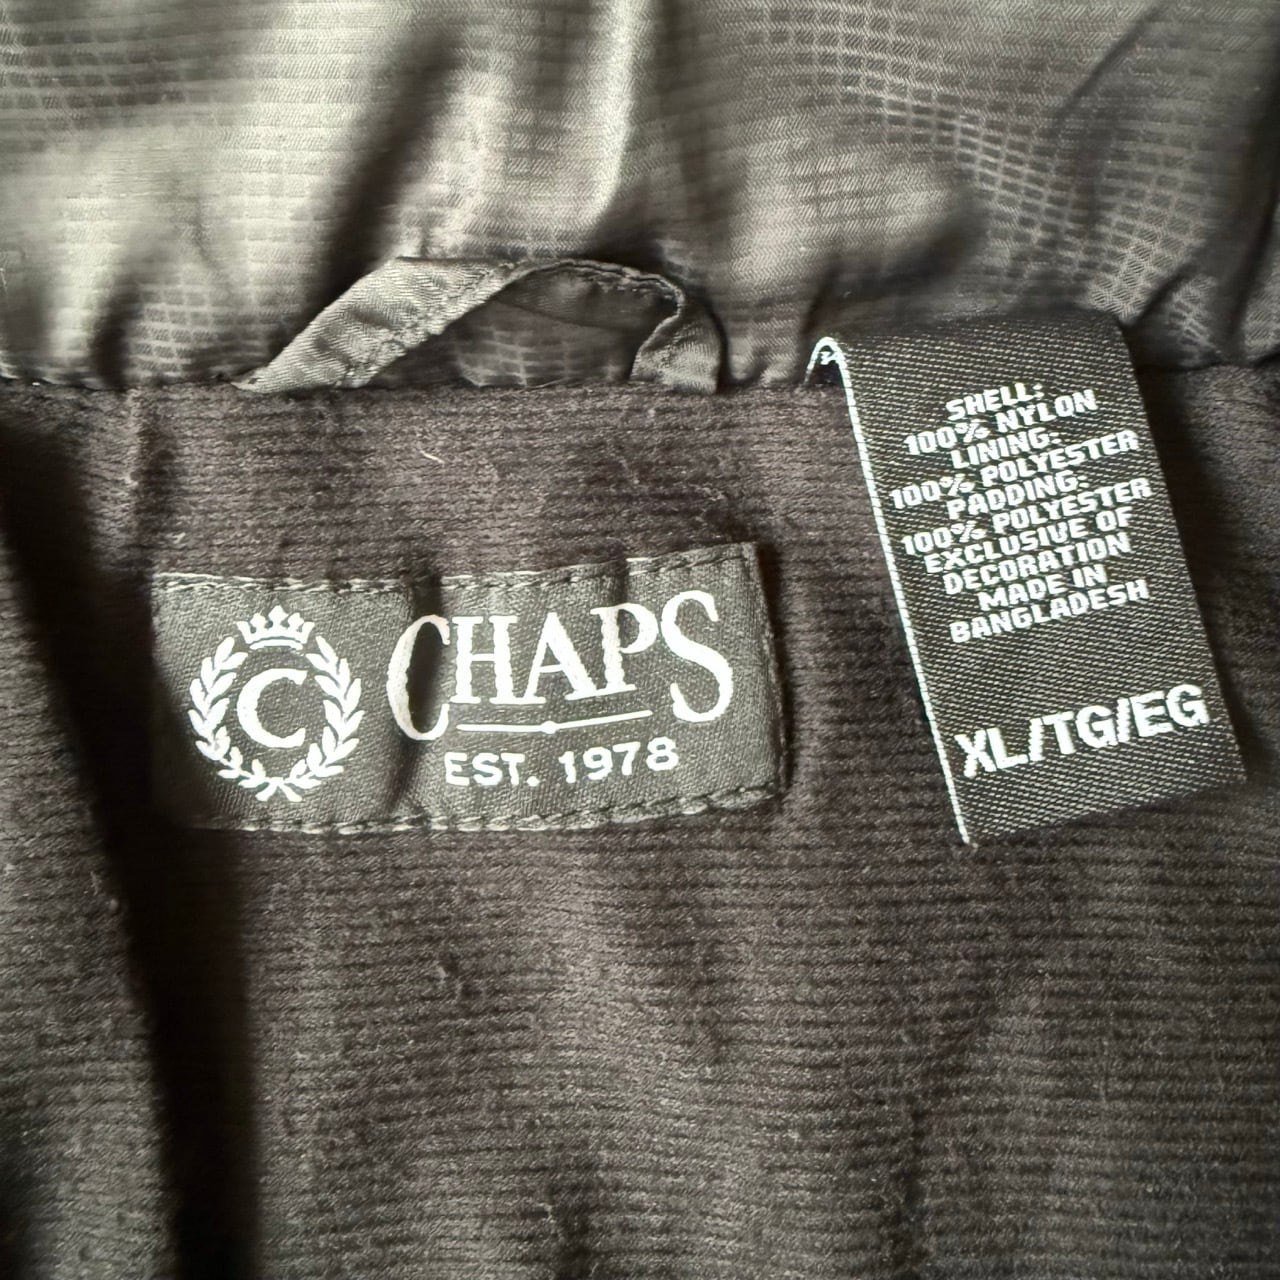 C
CHAPS
EST. 1978
SHELL:
100% NYLON
LINING:
100% POLYESTER
PADDING:
100% POLYESTER
EXCLUSIVE OF
DECORATION
MADE IN
BANGLADESH
XL/TG/EG